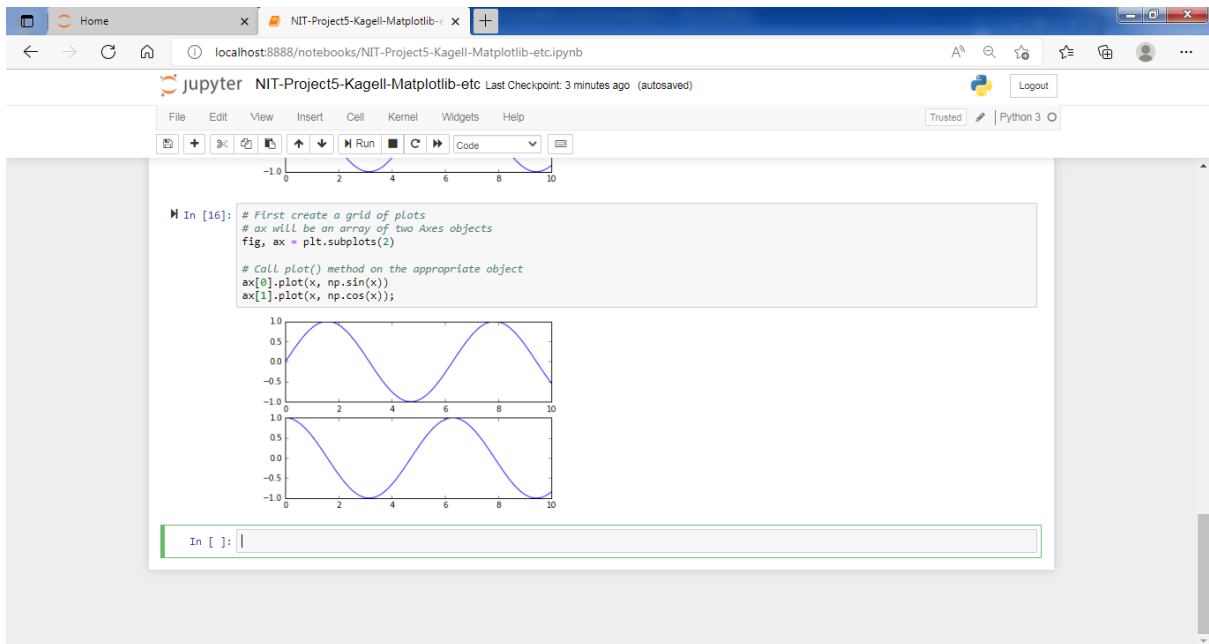 Home
NIT-Project5-Kagell-Matplotlib-e
localhost:8888/notebooks/NIT-Project5-Kagell-Matplotlib-etc.ipynb
jupyter NIT-Project5-Kagell-Matplotlib-etc Last Checkpoint: 3 minutes ago (autosaved)
Logout
File Edit View Insert Cell Kernel Widgets Help
Trusted Python 3
Run Code
−1.0
0 2 4 6 8 10
In [16]: # First create a grid of plots
# ax will be an array of two Axes objects
fig, ax = plt.subplots(2)
# Call plot() method on the appropriate object
ax[0].plot(x, np.sin(x))
ax[1].plot(x, np.cos(x));
1.0
0.5
0.0
−0.5
−1.0
0 2 4 6 8 10
1.0
0.5
0.0
−0.5
−1.0
0 2 4 6 8 10
In [ ]: